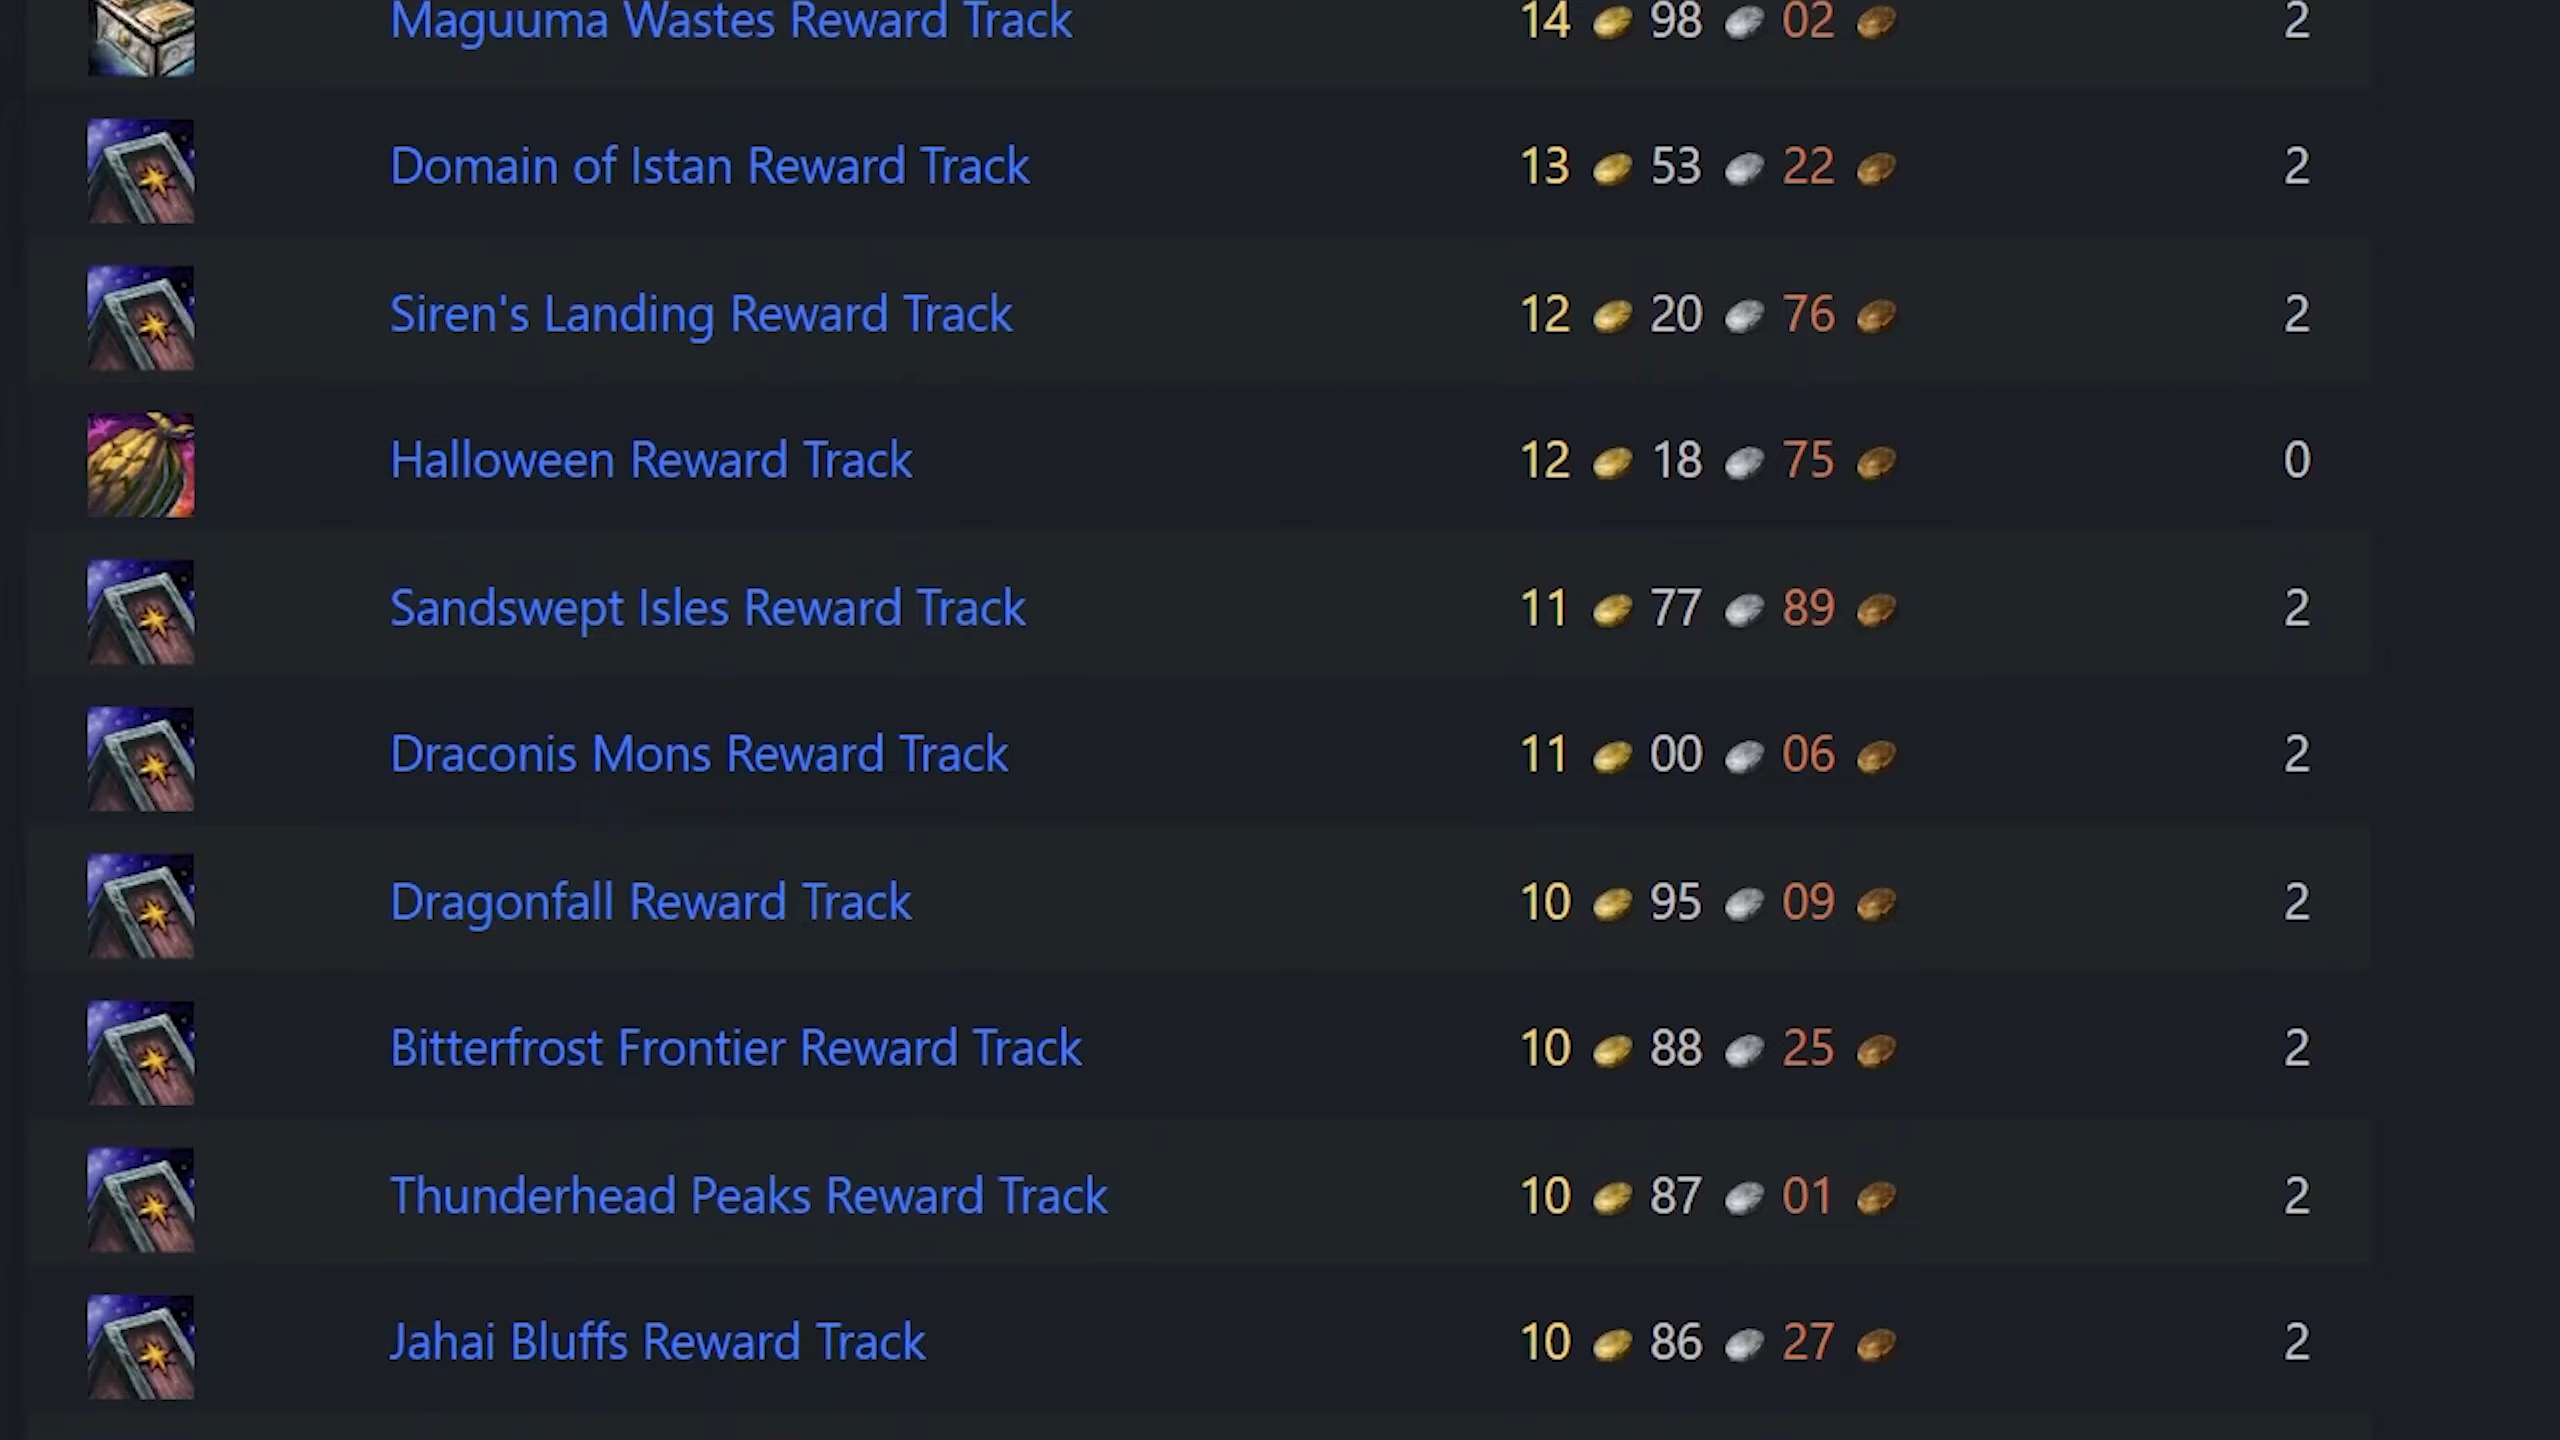 Maguuma Wastes Reward Track 14 98 02 2
Domain of Istan Reward Track 13 53 22 2
Siren's Landing Reward Track 12 20 76 2
Halloween Reward Track 12 18 75 0
Sandswept Isles Reward Track 11 77 89 2
Draconis Mons Reward Track 11 00 06 2
Dragonfall Reward Track 10 95 09 2
Bitterfrost Frontier Reward Track 10 88 25 2
Thunderhead Peaks Reward Track 10 87 01 2
Jahai Bluffs Reward Track 10 86 27 2